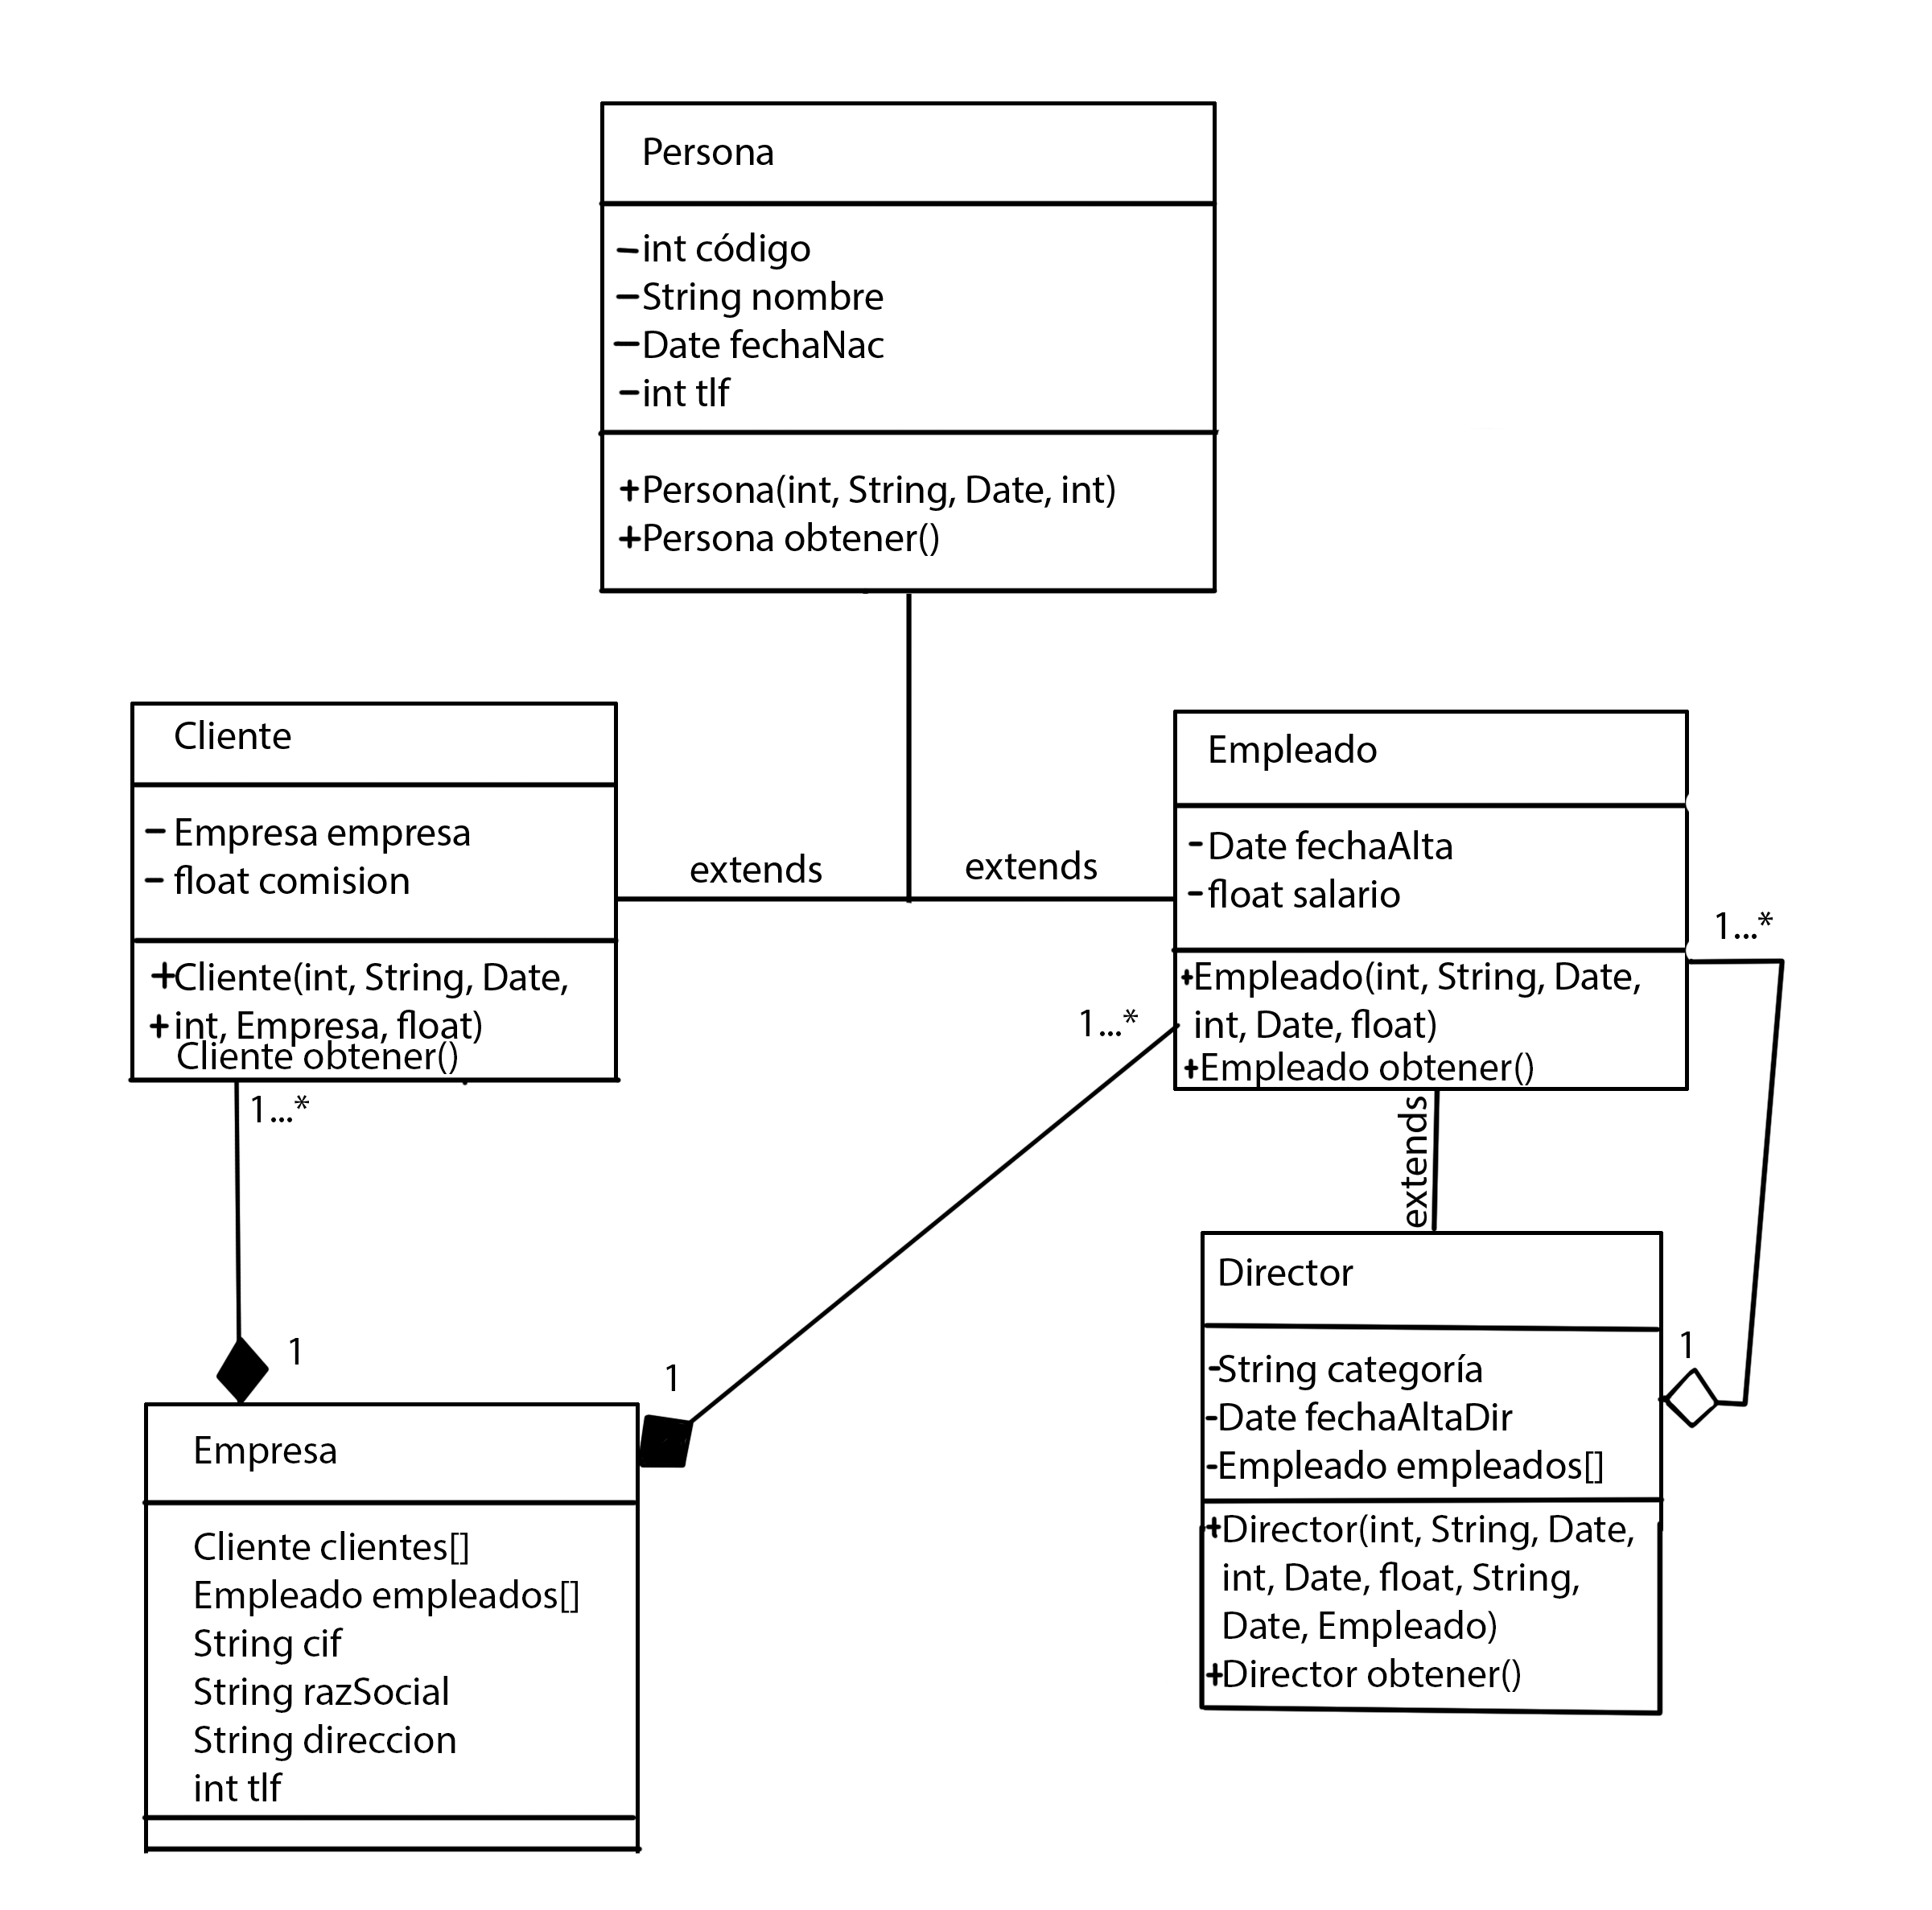 Persona
- int código
- String nombre
- Date fechaNac
- int tlf
+ Persona(int, String, Date, int)
+ Persona obtener()
Cliente
- Empresa empresa
- float comision
+ Cliente(int, String, Date,
+ int, Empresa, float)
Cliente obtener()
extends
extends
Empleado
- Date fechaAlta
- float salario
+ Empleado(int, String, Date,
int, Date, float)
+ Empleado obtener()
1...*
1...*
1...*
extends
1
1
1
Empresa
Cliente clientes[]
Empleado empleados[]
String cif
String razSocial
String direccion
int tlf
Director
- String categoría
- Date fechaAltaDir
- Empleado empleados[]
+ Director(int, String, Date,
int, Date, float, String,
Date, Empleado)
+ Director obtener()